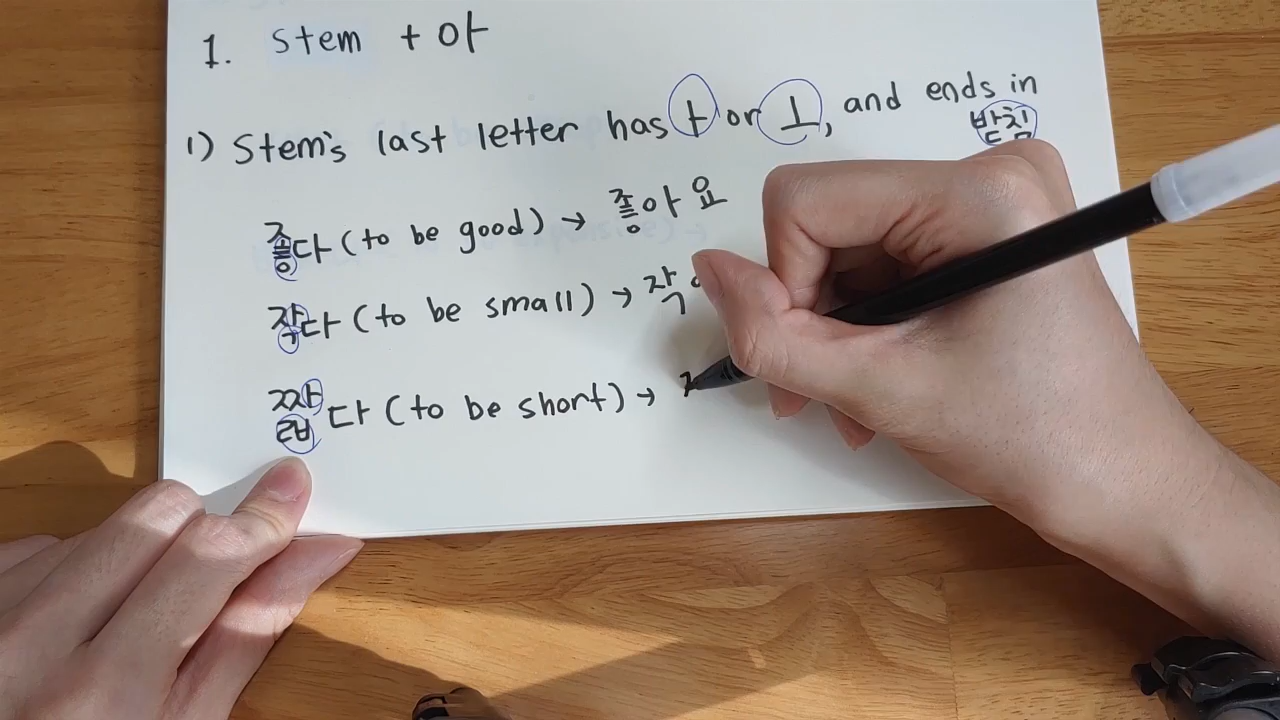 1. Stem + 아
1) Stem's last letter has ㅏ or ㅗ, and ends in
받침
좋다 (to be good) → 좋아요
작다 (to be small) → 작
짧다 (to be short) →